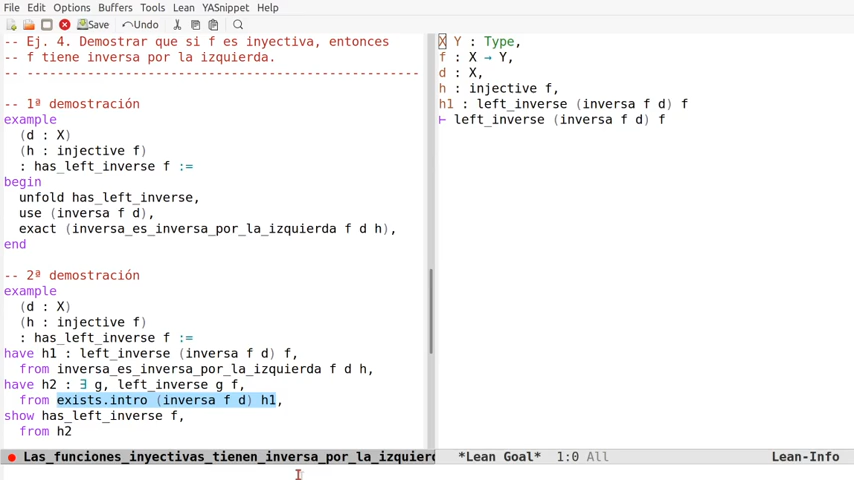 File Edit Options Buffers Tools Lean YASnippet Help
Save Undo
-- Ej. 4. Demostrar que si f es inyectiva, entonces
-- f tiene inversa por la izquierda.
-- ---------------------------------------------------
-- 1ª demostración
example
(d : X)
(h : injective f)
: has_left_inverse f :=
begin
unfold has_left_inverse,
use (inversa f d),
exact (inversa_es_inversa_por_la_izquierda f d h),
end
-- 2ª demostración
example
(d : X)
(h : injective f)
: has_left_inverse f :=
have h1 : left_inverse (inversa f d) f,
from inversa_es_inversa_por_la_izquierda f d h,
have h2 : ∃ g, left_inverse g f,
from exists.intro (inversa f d) h1,
show has_left_inverse f,
from h2
X Y : Type,
f : X → Y,
d : X,
h : injective f,
h1 : left_inverse (inversa f d) f
⊢ left_inverse (inversa f d) f
Las_funciones_inyectivas_tienen_inversa_por_la_izquierd
*Lean Goal* 1:0 All Lean-Info